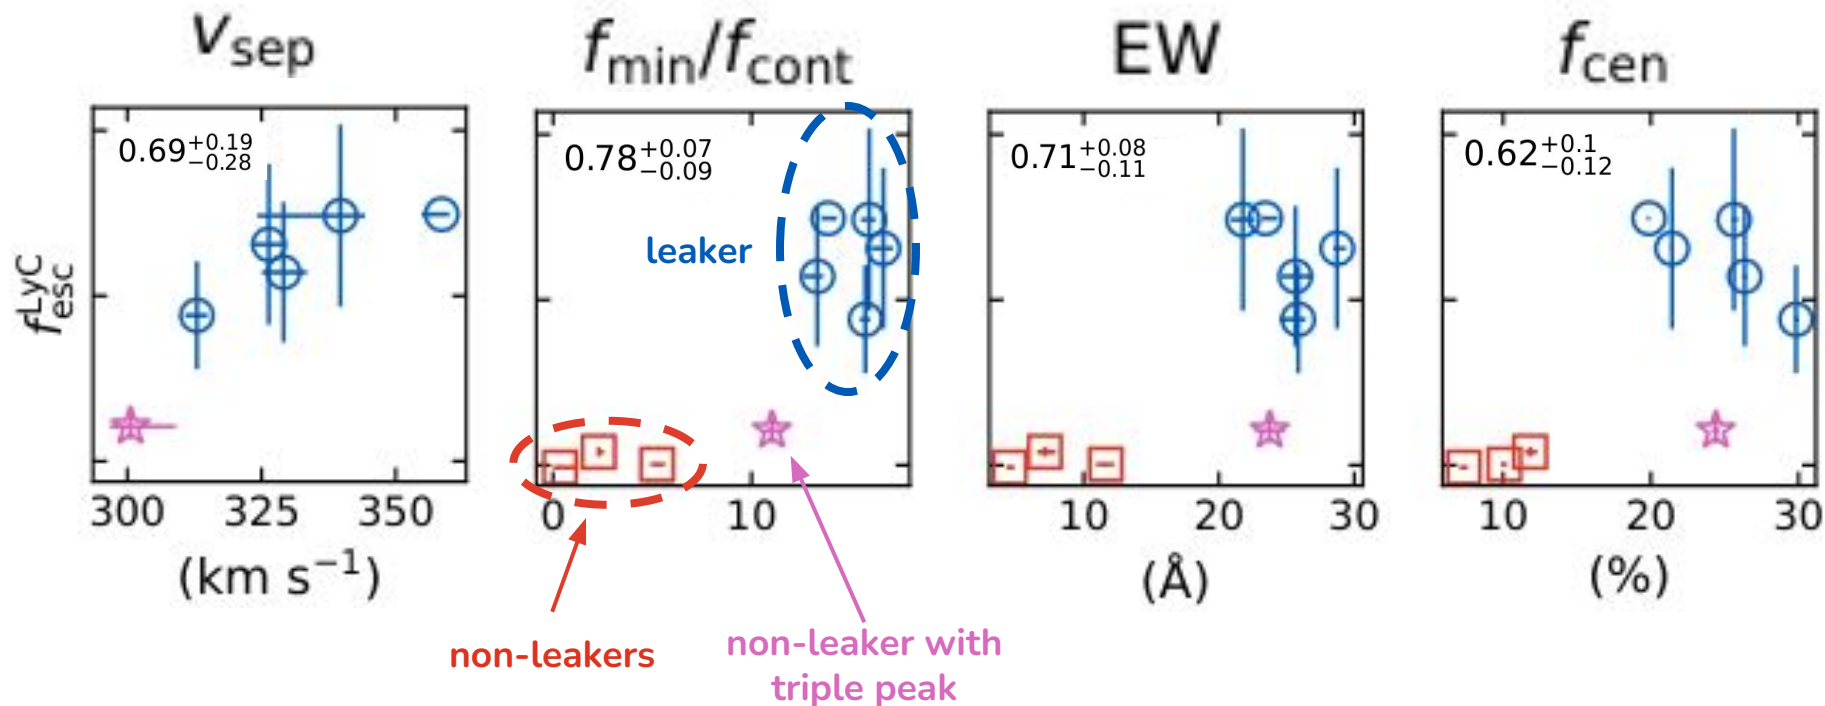 v_sep
f_min/f_cont
EW
f_cen
0.69^{+0.19}_{-0.28}
0.78^{+0.07}_{-0.09}
0.71^{+0.08}_{-0.11}
0.62^{+0.1}_{-0.12}
leaker
f^{LyC}_{esc}
300 325 350
0 10
10 20 30
10 20 30
(km s⁻¹)
(Å)
(%)
non-leakers
non-leaker with
triple peak